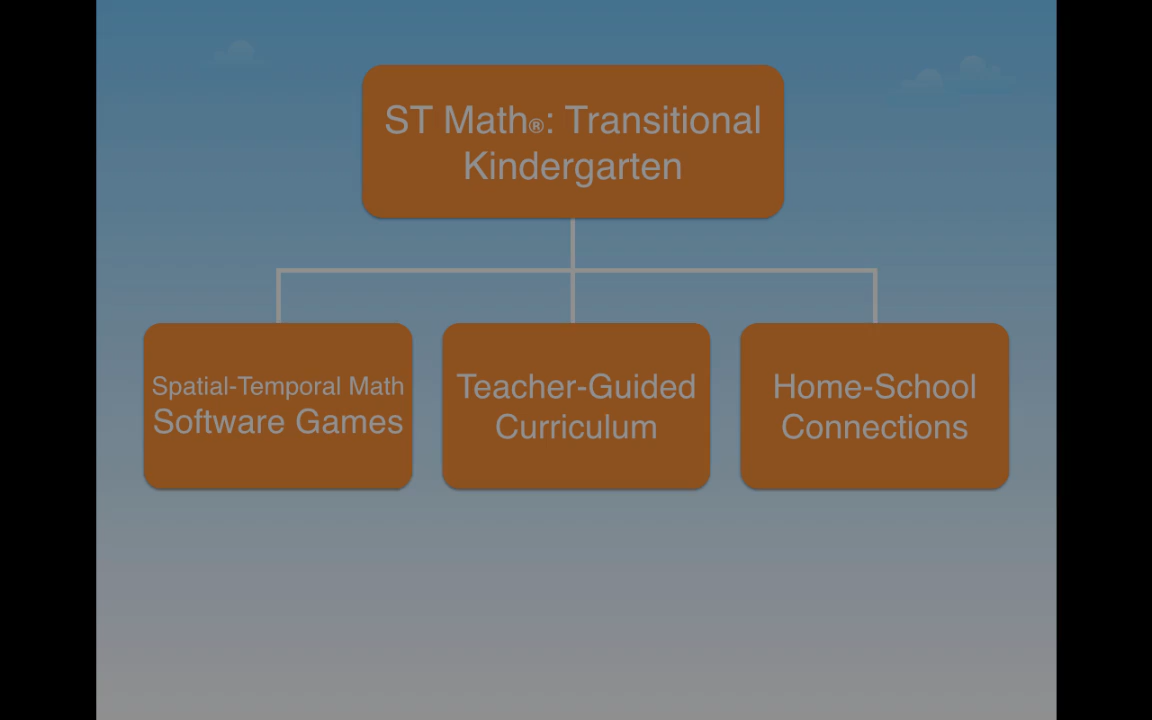 ST Math®: Transitional
Kindergarten
Spatial-Temporal Math
Software Games
Teacher-Guided
Curriculum
Home-School
Connections